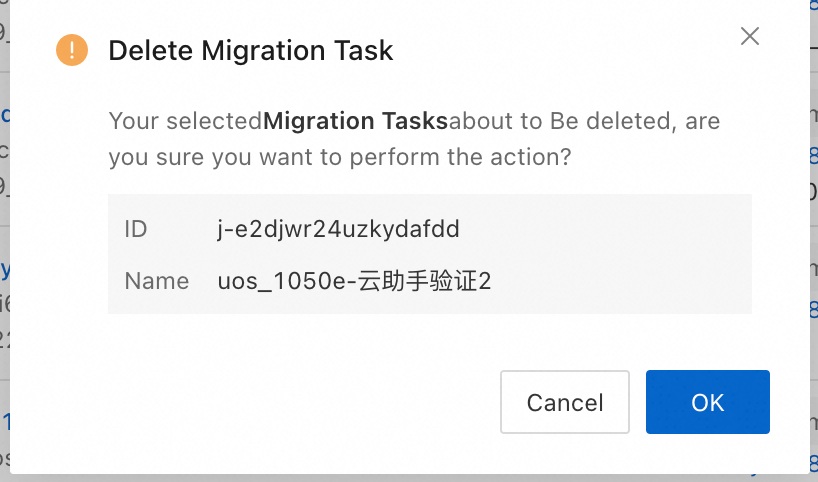 Delete Migration Task
Your selectedMigration Tasksabout to Be deleted, are
you sure you want to perform the action?
ID j-e2djwr24uzkydafdd
Name uos_1050e-云助手验证2
Cancel OK